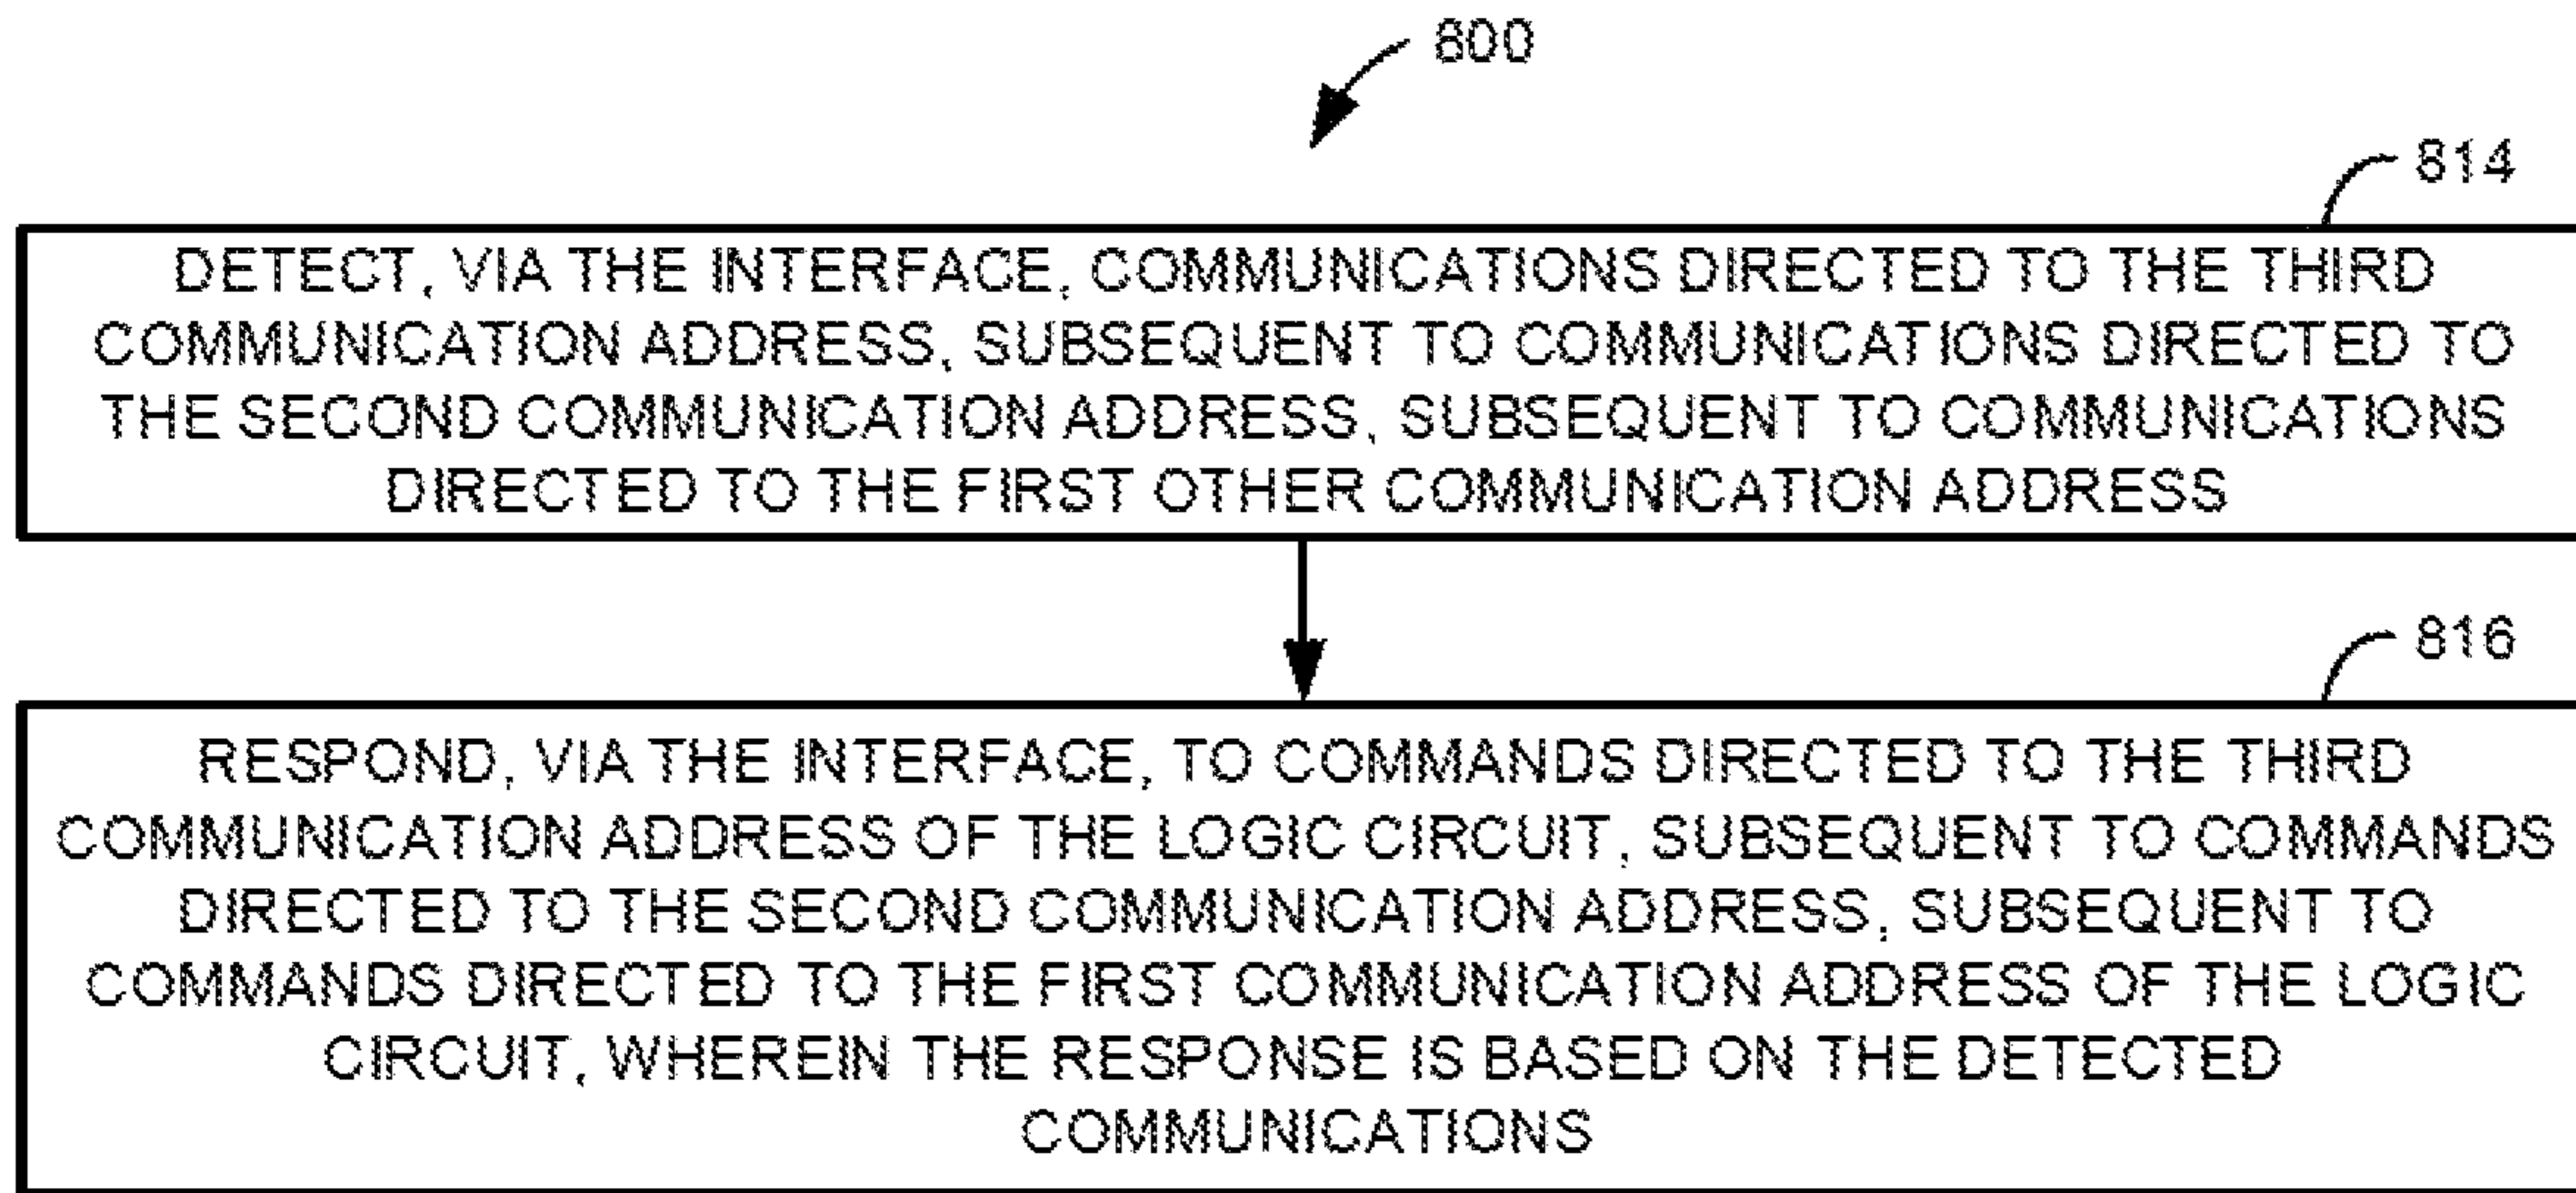 800
814
DETECT, VIA THE INTERFACE, COMMUNICATIONS DIRECTED TO THE THIRD
COMMUNICATION ADDRESS, SUBSEQUENT TO COMMUNICATIONS DIRECTED TO
THE SECOND COMMUNICATION ADDRESS, SUBSEQUENT TO COMMUNICATIONS
DIRECTED TO THE FIRST OTHER COMMUNICATION ADDRESS
816
RESPOND, VIA THE INTERFACE, TO COMMANDS DIRECTED TO THE THIRD
COMMUNICATION ADDRESS OF THE LOGIC CIRCUIT, SUBSEQUENT TO COMMANDS
DIRECTED TO THE SECOND COMMUNICATION ADDRESS, SUBSEQUENT TO
COMMANDS DIRECTED TO THE FIRST COMMUNICATION ADDRESS OF THE LOGIC
CIRCUIT, WHEREIN THE RESPONSE IS BASED ON THE DETECTED
COMMUNICATIONS